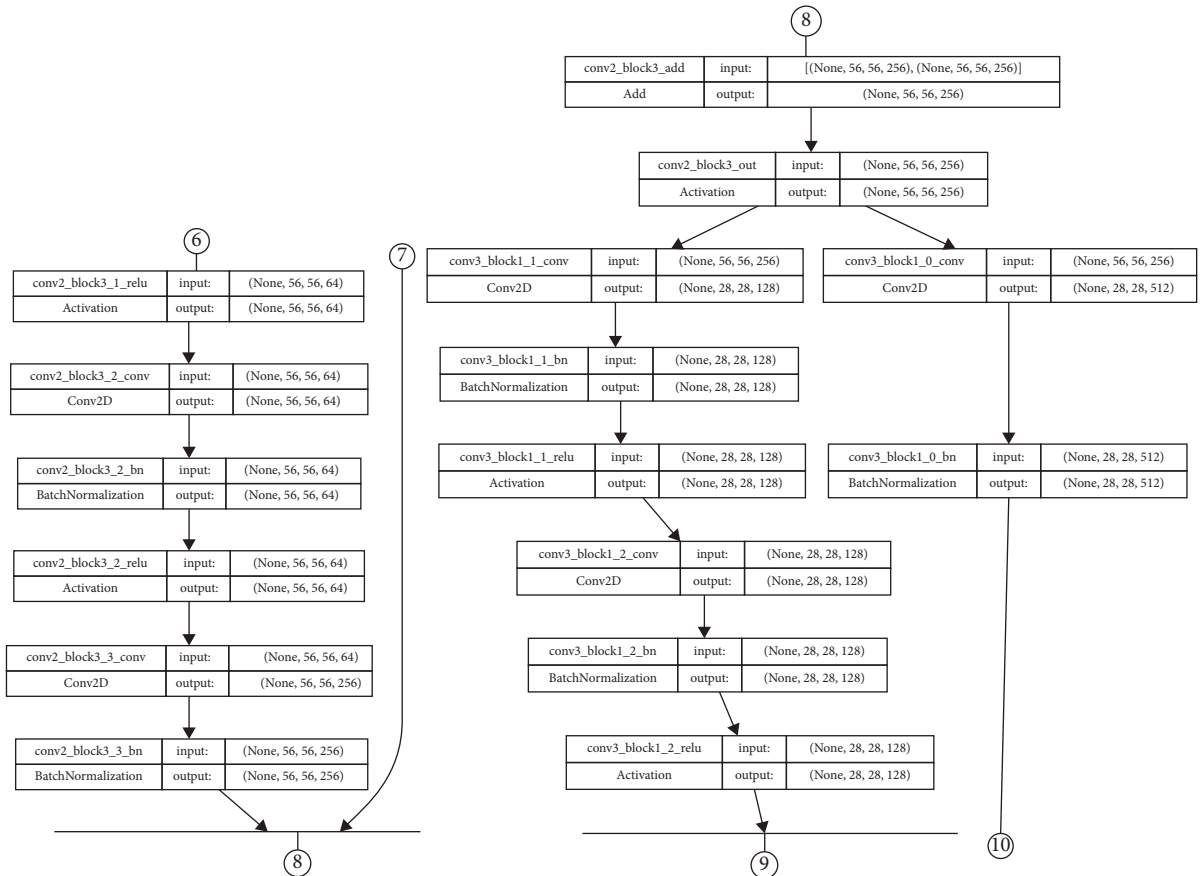 6
7
conv2_block3_1_relu input: (None, 56, 56, 64)
Activation output: (None, 56, 56, 64)
conv2_block3_2_conv input: (None, 56, 56, 64)
Conv2D output: (None, 56, 56, 64)
conv2_block3_2_bn input: (None, 56, 56, 64)
BatchNormalization output: (None, 56, 56, 64)
conv2_block3_2_relu input: (None, 56, 56, 64)
Activation output: (None, 56, 56, 64)
conv2_block3_3_conv input: (None, 56, 56, 64)
Conv2D output: (None, 56, 56, 256)
conv2_block3_3_bn input: (None, 56, 56, 256)
BatchNormalization output: (None, 56, 56, 256)
8
8
conv2_block3_add input: [(None, 56, 56, 256), (None, 56, 56, 256)]
Add output: (None, 56, 56, 256)
conv2_block3_out input: (None, 56, 56, 256)
Activation output: (None, 56, 56, 256)
conv3_block1_1_conv input: (None, 56, 56, 256)
Conv2D output: (None, 28, 28, 128)
conv3_block1_1_bn input: (None, 28, 28, 128)
BatchNormalization output: (None, 28, 28, 128)
conv3_block1_1_relu input: (None, 28, 28, 128)
Activation output: (None, 28, 28, 128)
conv3_block1_2_conv input: (None, 28, 28, 128)
Conv2D output: (None, 28, 28, 128)
conv3_block1_2_bn input: (None, 28, 28, 128)
BatchNormalization output: (None, 28, 28, 128)
conv3_block1_2_relu input: (None, 28, 28, 128)
Activation output: (None, 28, 28, 128)
9
conv3_block1_0_conv input: (None, 56, 56, 256)
Conv2D output: (None, 28, 28, 512)
conv3_block1_0_bn input: (None, 28, 28, 512)
BatchNormalization output: (None, 28, 28, 512)
10